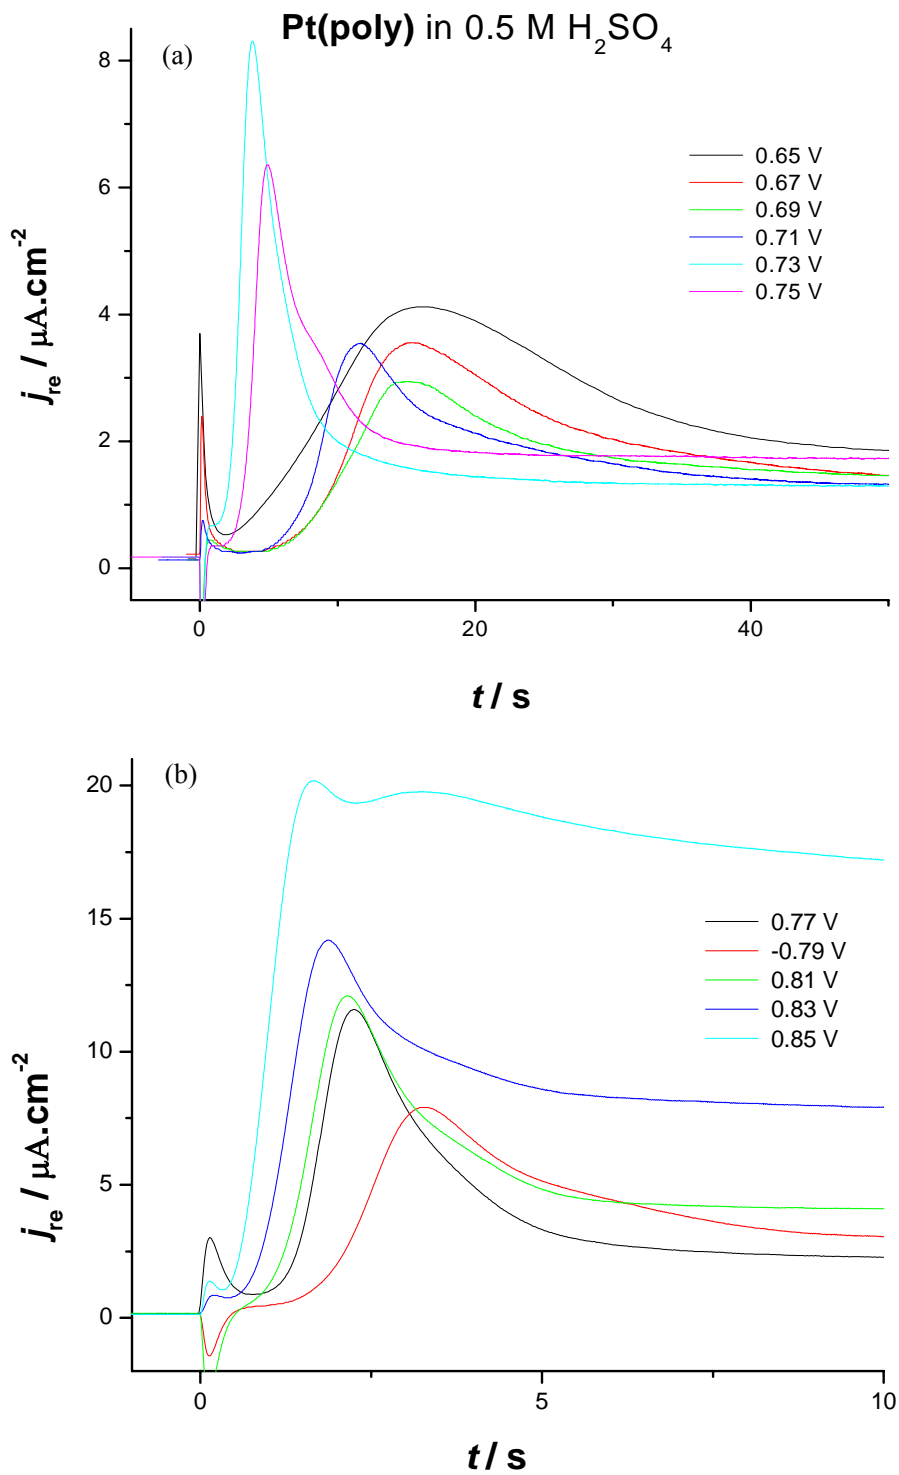 Pt(poly) in 0.5 M H₂SO₄
(a)
8
6
4
2
0
0.65 V
0.67 V
0.69 V
0.71 V
0.73 V
0.75 V
j_re / µA.cm⁻²
0 20 40
t / s
(b)
20
15
10
5
0
0.77 V
-0.79 V
0.81 V
0.83 V
0.85 V
j_re / µA.cm⁻²
0 5 10
t / s